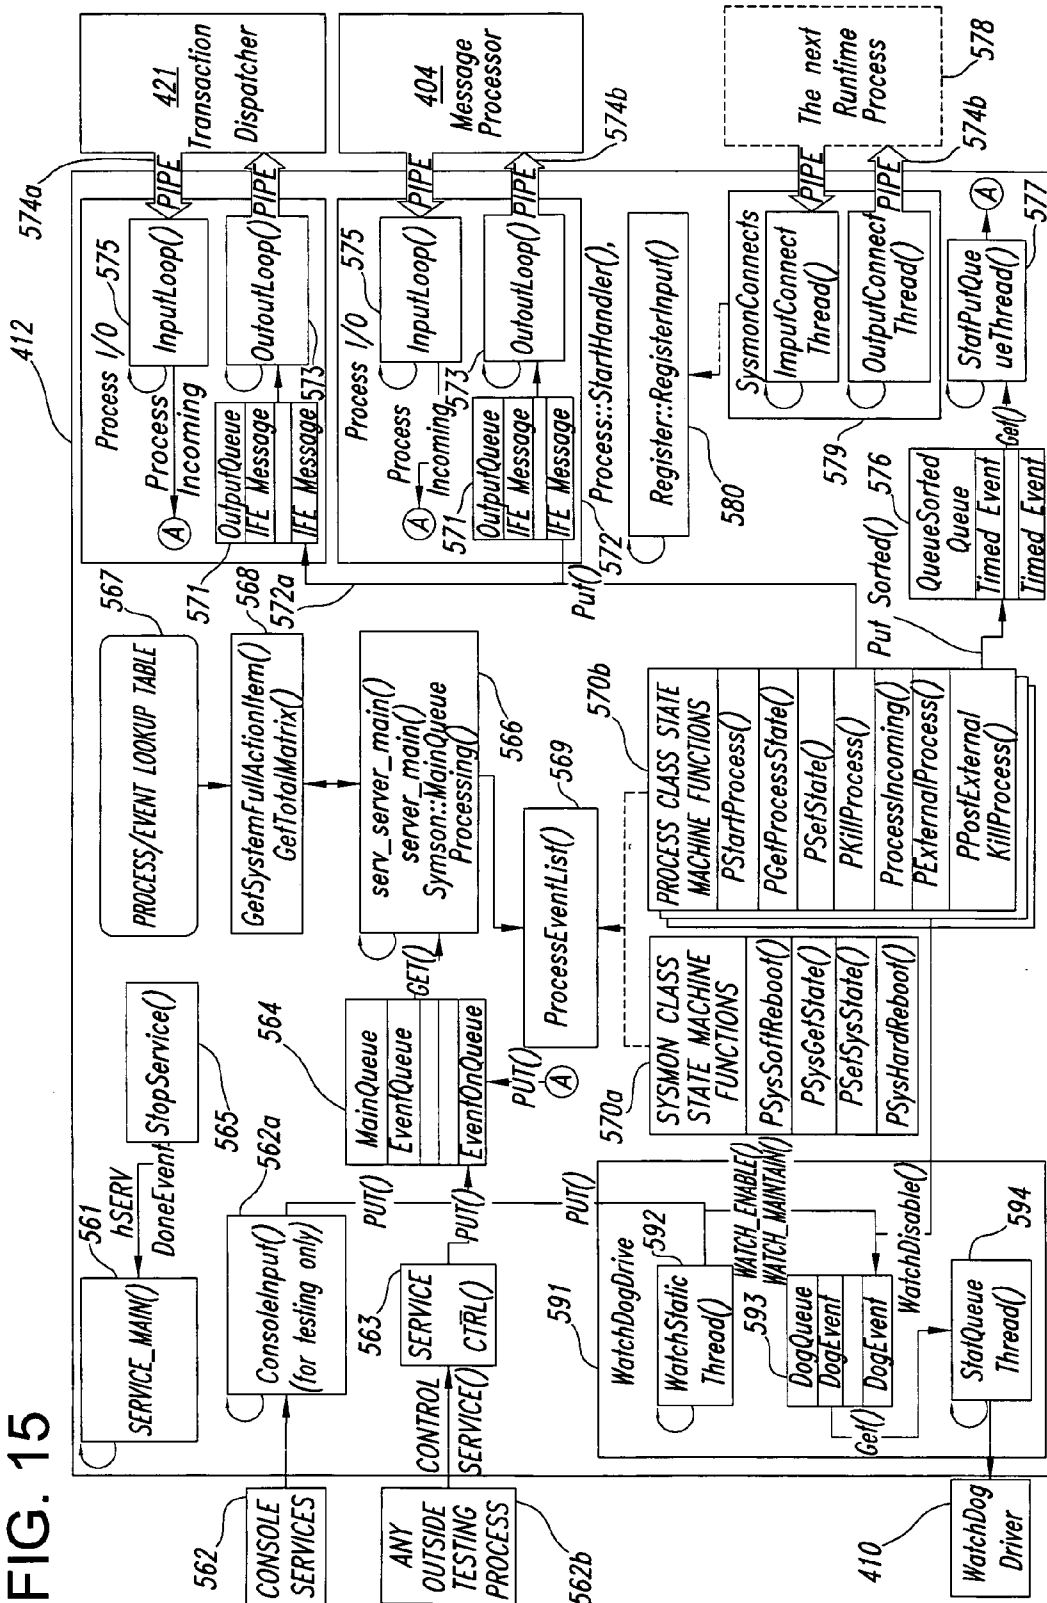 FIG. 15
412
574a
421
Transaction
Dispatcher
PIPE
PIPE
Process I/O
575
InputLoop()
OutoutLoop()
573
Process
Incoming
A
571
OutputQueue
IFE Message
IFE Message
404
Message
Processor
PIPE
PIPE
574b
Process I/O
575
InputLoop()
OutoutLoop()
573
Process
Incoming
A
571
OutputQueue
IFE Message
IFE Message
572
572a
Put()
Process::StartHandler(),
Register::RegisterInput()
580
The next
Runtime
Process
578
PIPE
PIPE
574b
SysmonConnects
ImputConnect
Thread()
OutputConnect
Thread()
579
StatPutQue
ueThread()
577
A
Get()
576
QueueSorted
Queue
Timed Event
Timed Event
Put Sorted()
567
PROCESS/EVENT LOOKUP TABLE
568
GetSystemFullActionItem()
GetTotalMatrix()
serv_server_main()
server_main()
Symson::MainQueue
Processing()
566
569
ProcessEventList()
570b
PROCESS CLASS STATE
MACHINE FUNCTIONS
PStartProcess()
PGetProcessState()
PSetState()
PKillProcess()
ProcessIncoming()
PExternalProcess()
PPostExternal
KillProcess()
570a
SYSMON CLASS
STATE MACHINE
FUNCTIONS
PSysSoftReboot()
PSysGetState()
PSetSysState()
PSysHardReboot()
561
SERVICE_MAIN()
hSERV
DoneEvent
StopService()
565
562a
ConsoleInput()
(for testing only)
564
MainQueue
EventQueue
EventOnQueue
GET()
PUT()
A
PUT()
PUT()
PUT()
563
SERVICE
CTRL()
CONTROL
SERVICE()
562
CONSOLE
SERVICES
ANY
OUTSIDE
TESTING
PROCESS
562b
591
WatchDogDrive
592
WatchStatic
Thread()
WATCH_ENABLE()
WATCH_MAINTAIN()
593
DogQueue
DogEvent
DogEvent
WatchDisable()
Get()
594
StatQueue
Thread()
410
WatchDog
Driver